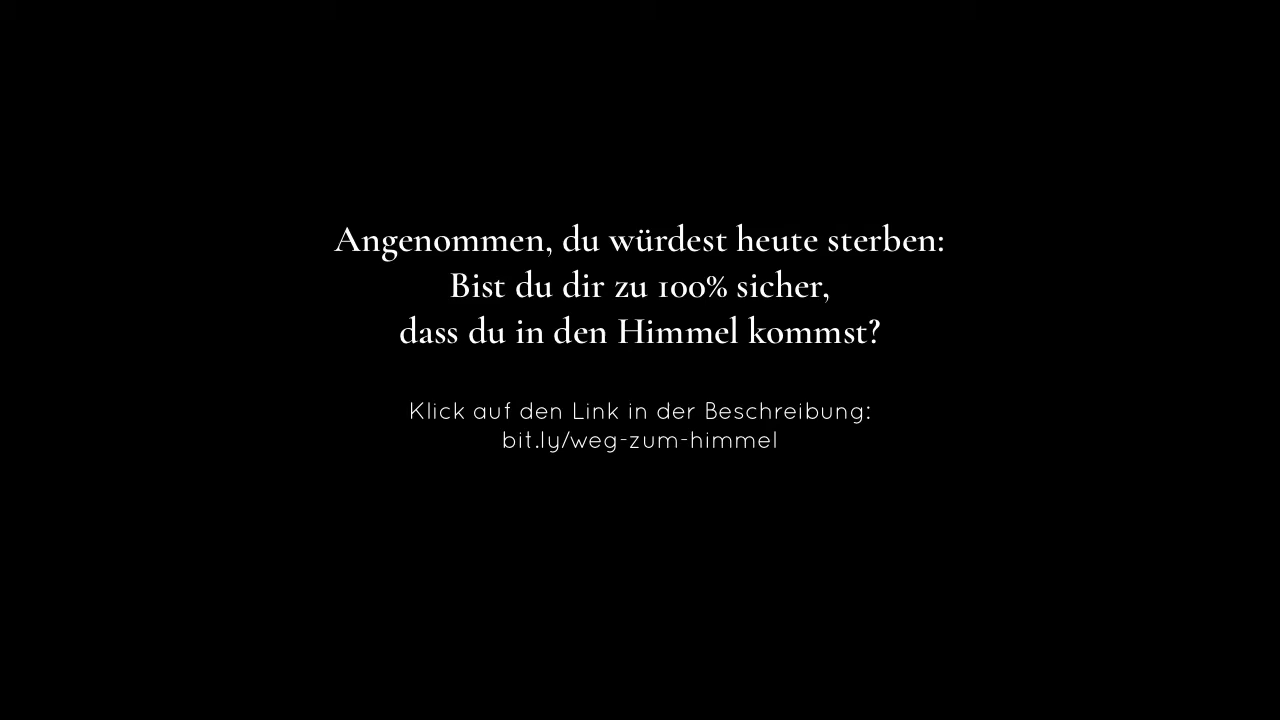 Angenommen, du würdest heute sterben:
Bist du dir zu 100% sicher,
dass du in den Himmel kommst?
Klick auf den Link in der Beschreibung:
bit.ly/weg-zum-himmel